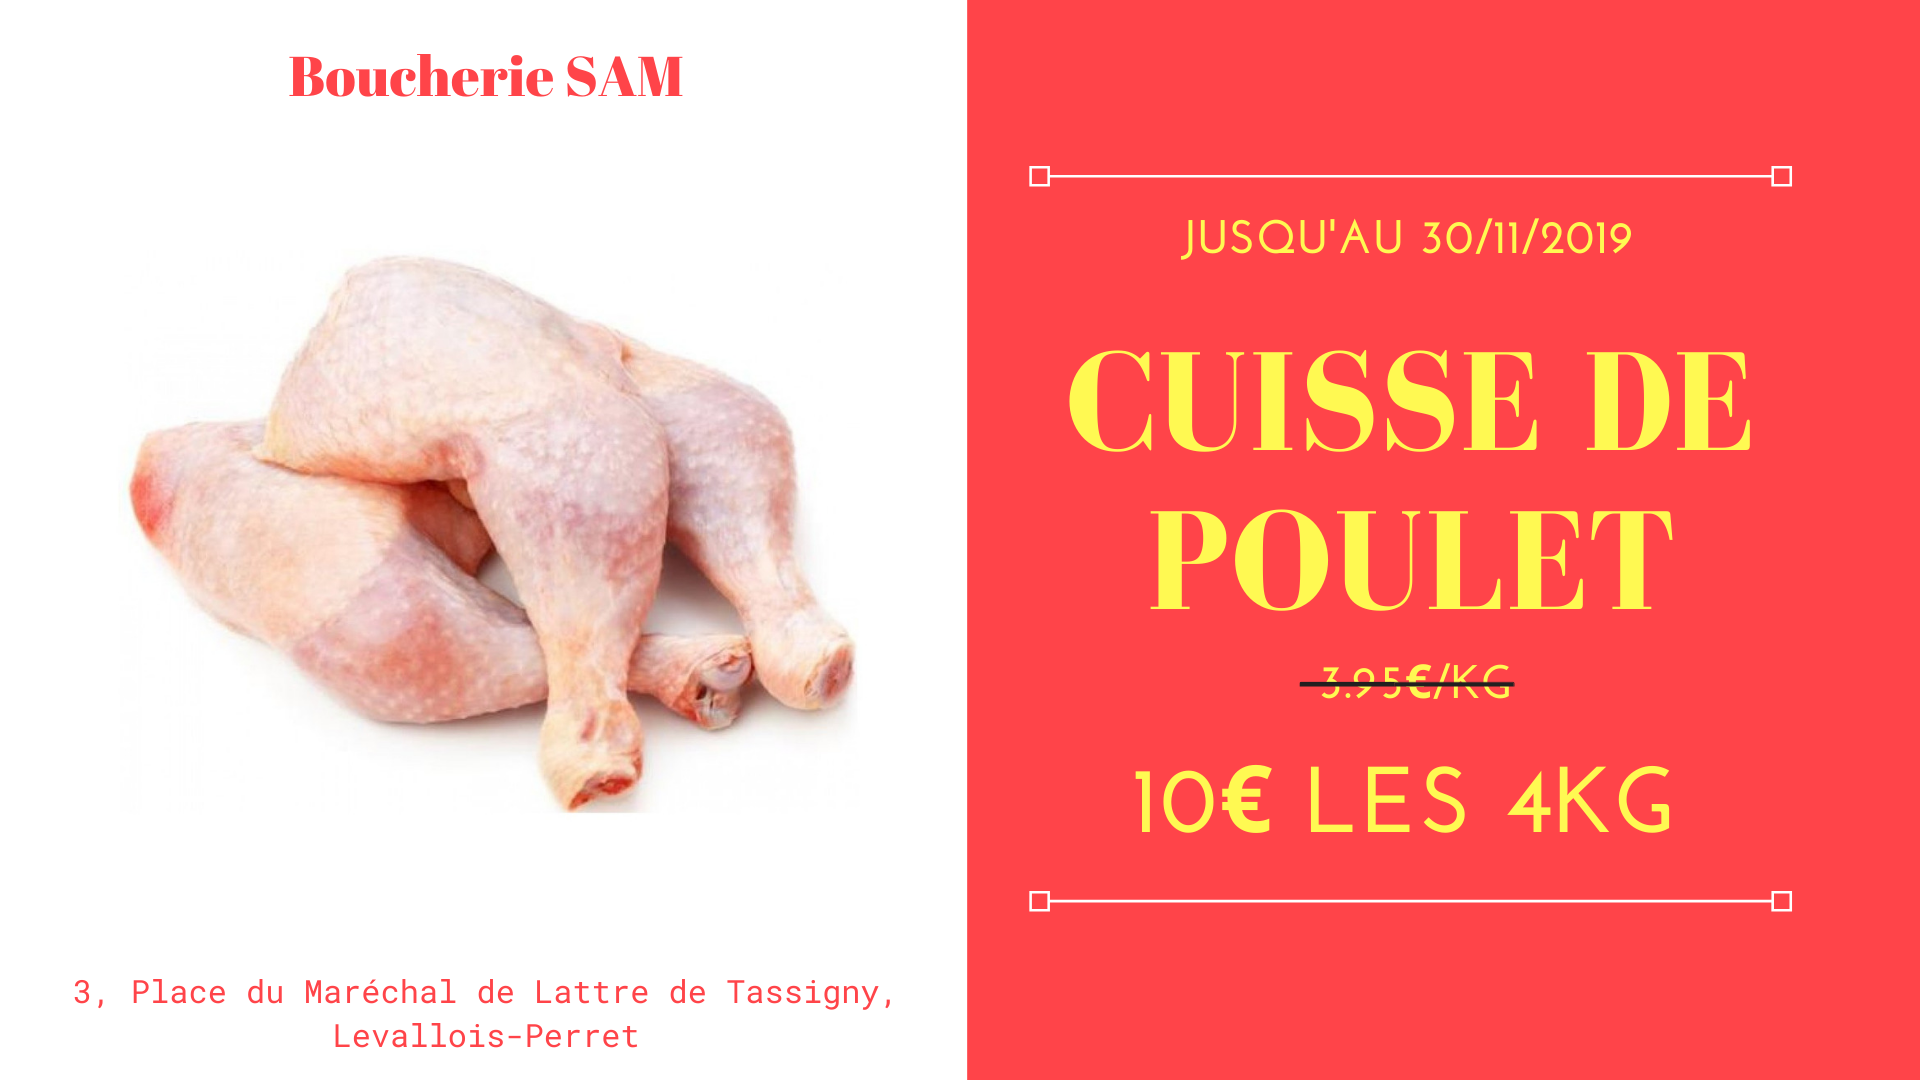 Boucherie SAM
3, Place du Maréchal de Lattre de Tassigny,
Levallois-Perret
JUSQU'AU 30/11/2019
CUISSE DE
POULET
3.95€/KG
10€ LES 4KG